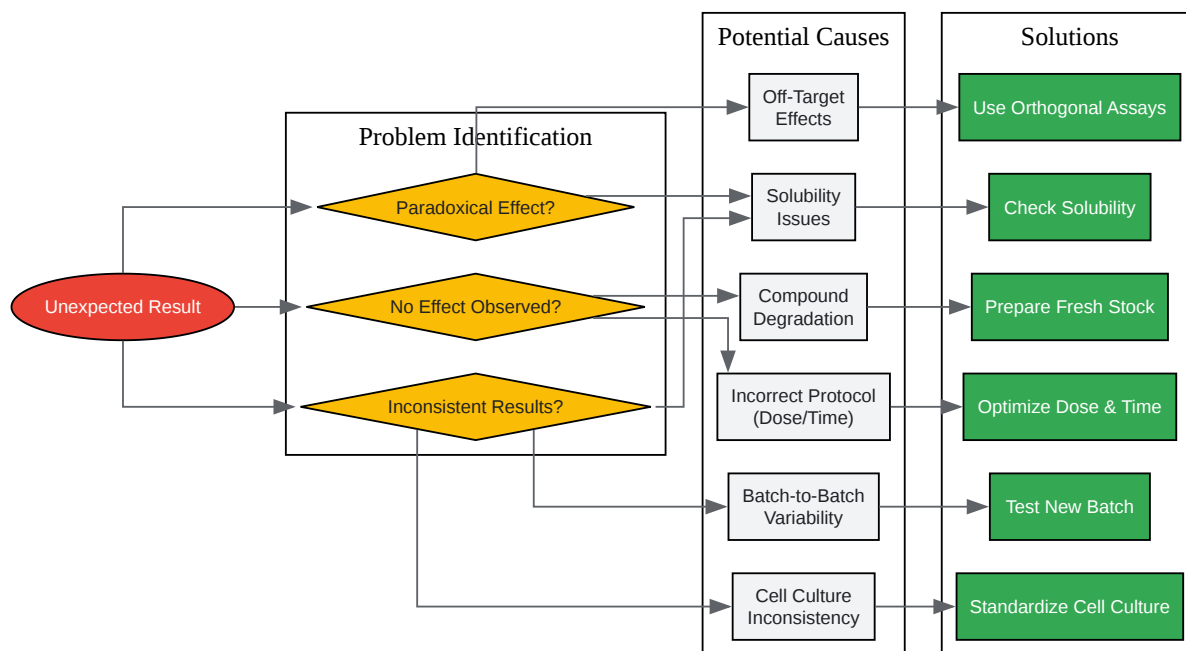 Potential Causes
Solutions
Problem Identification
Off-Target
Effects
Use Orthogonal Assays
Paradoxical Effect?
Solubility
Issues
Check Solubility
Unexpected Result
No Effect Observed?
Compound
Degradation
Prepare Fresh Stock
Inconsistent Results?
Incorrect Protocol
(Dose/Time)
Optimize Dose & Time
Batch-to-Batch
Variability
Test New Batch
Cell Culture
Inconsistency
Standardize Cell Culture